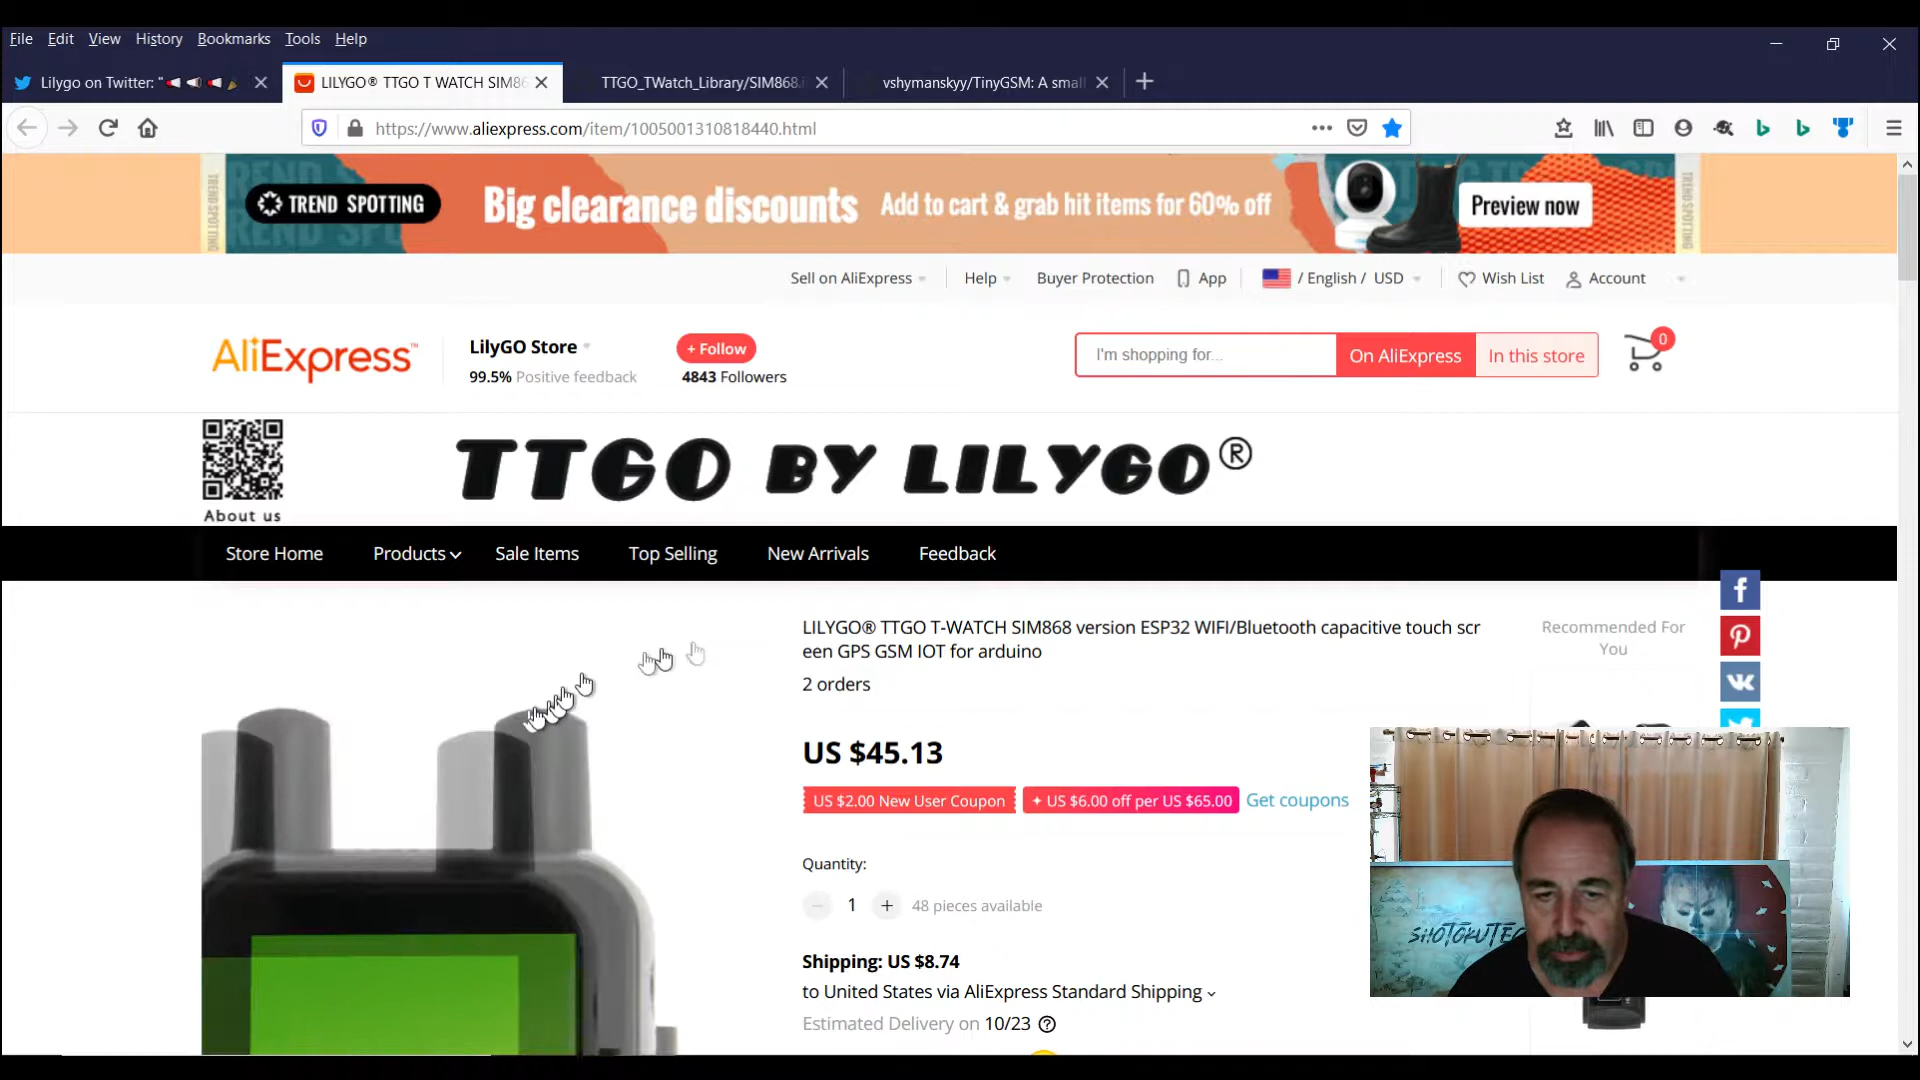 File Edit View History Bookmarks Tools Help
Lilygo on Twitter: "
LILYGO® TTGO T WATCH SIM86
TTGO_TWatch_Library/SIM868.i
vshymanskyy/TinyGSM: A small
https://www.aliexpress.com/item/1005001310818440.html
TREND SPOTTING
Big clearance discounts
Add to cart & grab hit items for 60% off
Preview now
TREND SPOTTING
Sell on AliExpress
Help
Buyer Protection
App
/ English / USD
Wish List
Account
AliExpress™
LilyGO Store
99.5% Positive feedback
+ Follow
4843 Followers
I'm shopping for...
On AliExpress
In this store
0
TTGO BY LILYGO®
About us
Store Home
Products
Sale Items
Top Selling
New Arrivals
Feedback
LILYGO® TTGO T-WATCH SIM868 version ESP32 WIFI/Bluetooth capacitive touch scr
een GPS GSM IOT for arduino
2 orders
Recommended For
You
US $45.13
US $2.00 New User Coupon
US $6.00 off per US $65.00
Get coupons
Quantity:
1
48 pieces available
Shipping: US $8.74
to United States via AliExpress Standard Shipping
Estimated Delivery on 10/23
SHOTOKUTEC